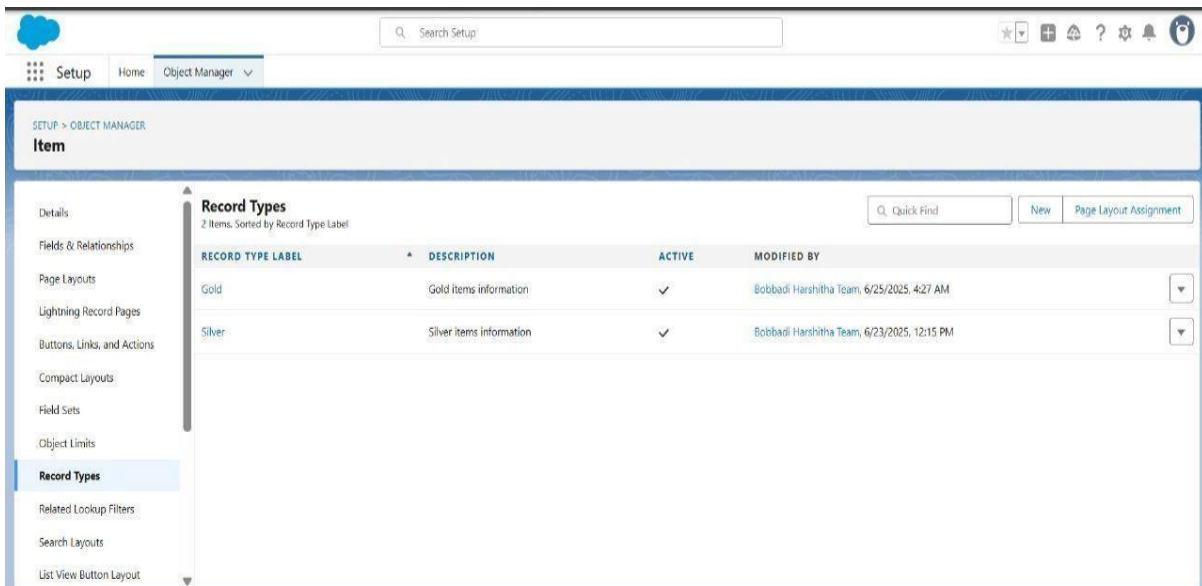 Search Setup
Setup Home Object Manager
SETUP > OBJECT MANAGER
Item
Details
Fields & Relationships
Page Layouts
Lightning Record Pages
Buttons, Links, and Actions
Compact Layouts
Field Sets
Object Limits
Record Types
Related Lookup Filters
Search Layouts
List View Button Layout
Record Types
2 Items, Sorted by Record Type Label
Quick Find
New
Page Layout Assignment
RECORD TYPE LABEL DESCRIPTION ACTIVE MODIFIED BY
Gold Gold items information Bobbadi Harshitha Team, 6/25/2025, 4:27 AM
Silver Silver items information Bobbadi Harshitha Team, 6/23/2025, 12:15 PM